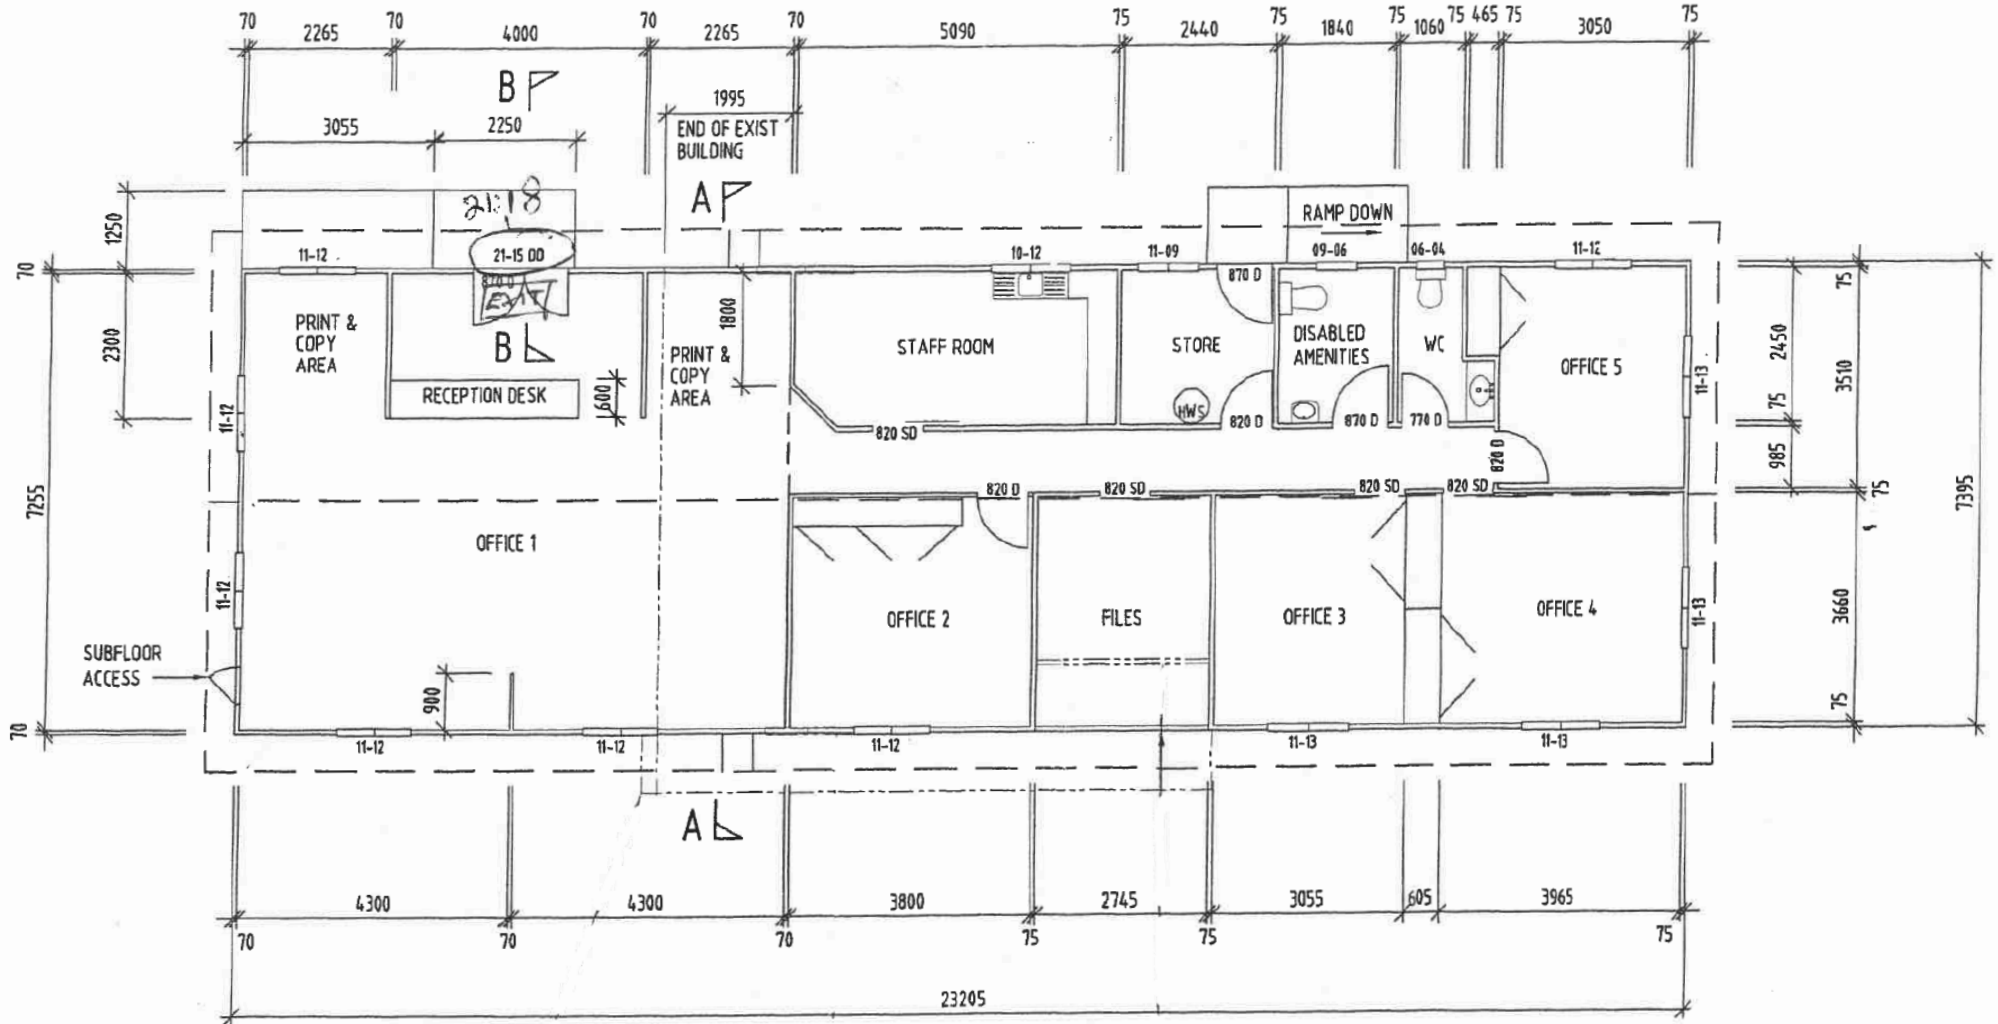 70 70 70 70 75 75 75 75 465 75 75
2265 4000 2265 5090 2440 1840 1060 3050
B
1995
3055 2250
END OF EXIST
BUILDING
A
21 18
1250
RAMP DOWN
11-12 21-15 DD 10-12 11-09 09-06 06-04 11-12
70
870 D
EXIT
870 D
75
PRINT &
COPY
AREA
1800
B
2300
PRINT &
COPY
AREA
STAFF ROOM
STORE
DISABLED
AMENITIES
WC
OFFICE 5
2450
3510
11-13
RECEPTION DESK
600
11-12
HWS
75
820 SD 820 D 870 D 770 D
820 D
985
7255
820 D 820 SD 820 SD 820 SD
75
7395
OFFICE 1
11-12
OFFICE 2
FILES
OFFICE 3
OFFICE 4
11-13
3660
SUBFLOOR
ACCESS
900
75
70
11-12 11-12 11-12 11-13 11-13
A
4300 4300 3800 2745 3055 605 3965
70 70 70 75 75 75
23205